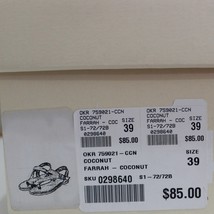 OKR 759021-CCN
COCONUT SIZE
FARRAH - COC 39
S1-72/72B
0298640 $85.00
OKR 759021-CCN
COCONUT SIZE
FARRAH - COC 39
S1-72/72B
0298640 $85.00
OKR 759021-CCN SIZE
COCONUT 39
FARRAH - COCONUT
SKU 0298640 S1-72/72B
$85.00